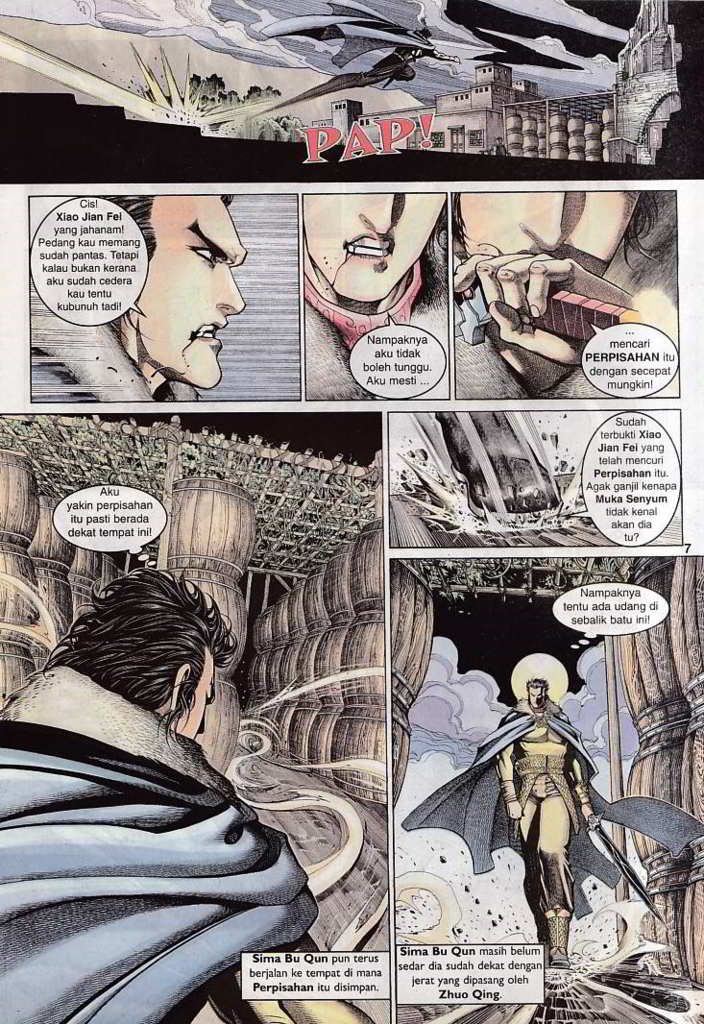 PAP!
Cis!
Xiao Jian Fei
yang jahanam!
Pedang kau memang
sudah pantas. Tetapi
kalau bukan kerana
aku sudah cedera
kau tentu
kubunuh tadi!
Nampaknya
aku tidak
boleh tunggu.
Aku mesti ...
...
mencari
PERPISAHAN itu
dengan secepat
mungkin!
Aku
yakin perpisahan
itu pasti berada
dekat tempat ini!
Sudah
terbukti Xiao
Jian Fei yang
telah mencuri
Perpisahan itu.
Agak ganjil kenapa
Muka Senyum
tidak kenal
akan dia
tu?
7
Nampaknya
tentu ada udang di
sebalik batu ini!
Sima Bu Qun pun terus
berjalan ke tempat di mana
Perpisahan itu disimpan.
Sima Bu Qun masih belum
sedar dia sudah dekat dengan
jerat yang dipasang oleh
Zhuo Qing.